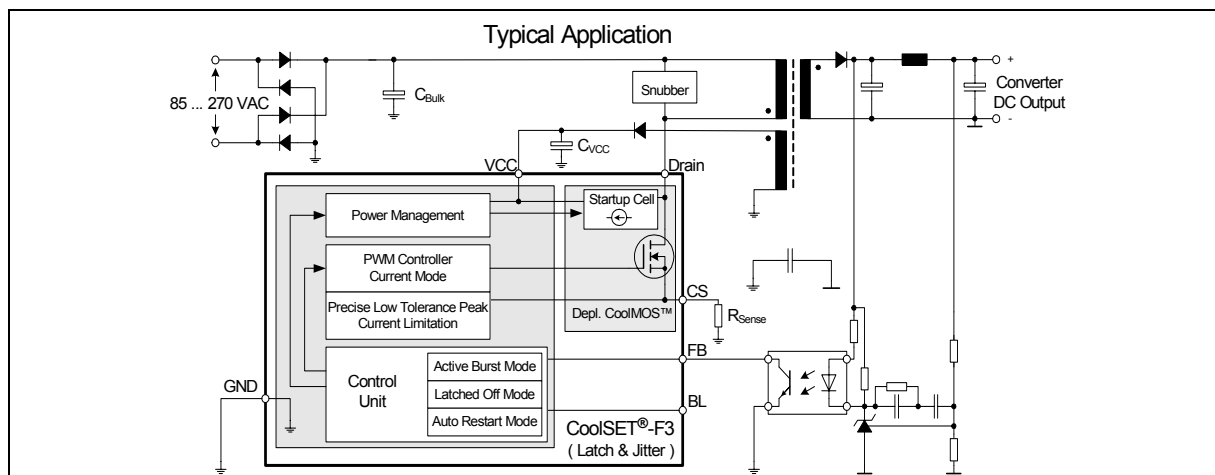 Typical Application
+
Converter
DC Output
-
Snubber
C_Bulk
85 ... 270 VAC
C_VCC
VCC
Drain
Startup Cell
Power Management
PWM Controller
Current Mode
CS
Precise Low Tolerance Peak
Current Limitation
Depl. CoolMOS™
R_Sense
FB
Active Burst Mode
Control
Unit
Latched Off Mode
GND
BL
Auto Restart Mode
CoolSET®-F3
( Latch & Jitter )